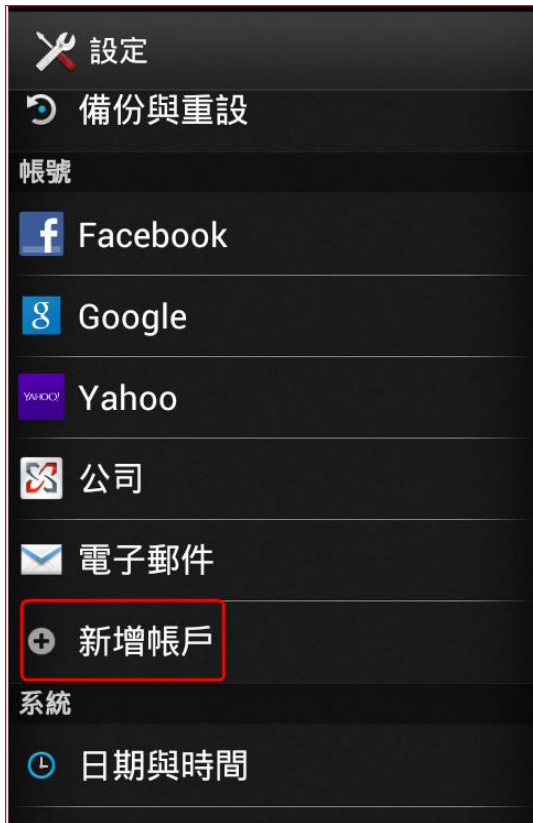 設定
備份與重設
帳號
Facebook
Google
YAHOO! Yahoo
公司
電子郵件
新增帳戶
系統
日期與時間